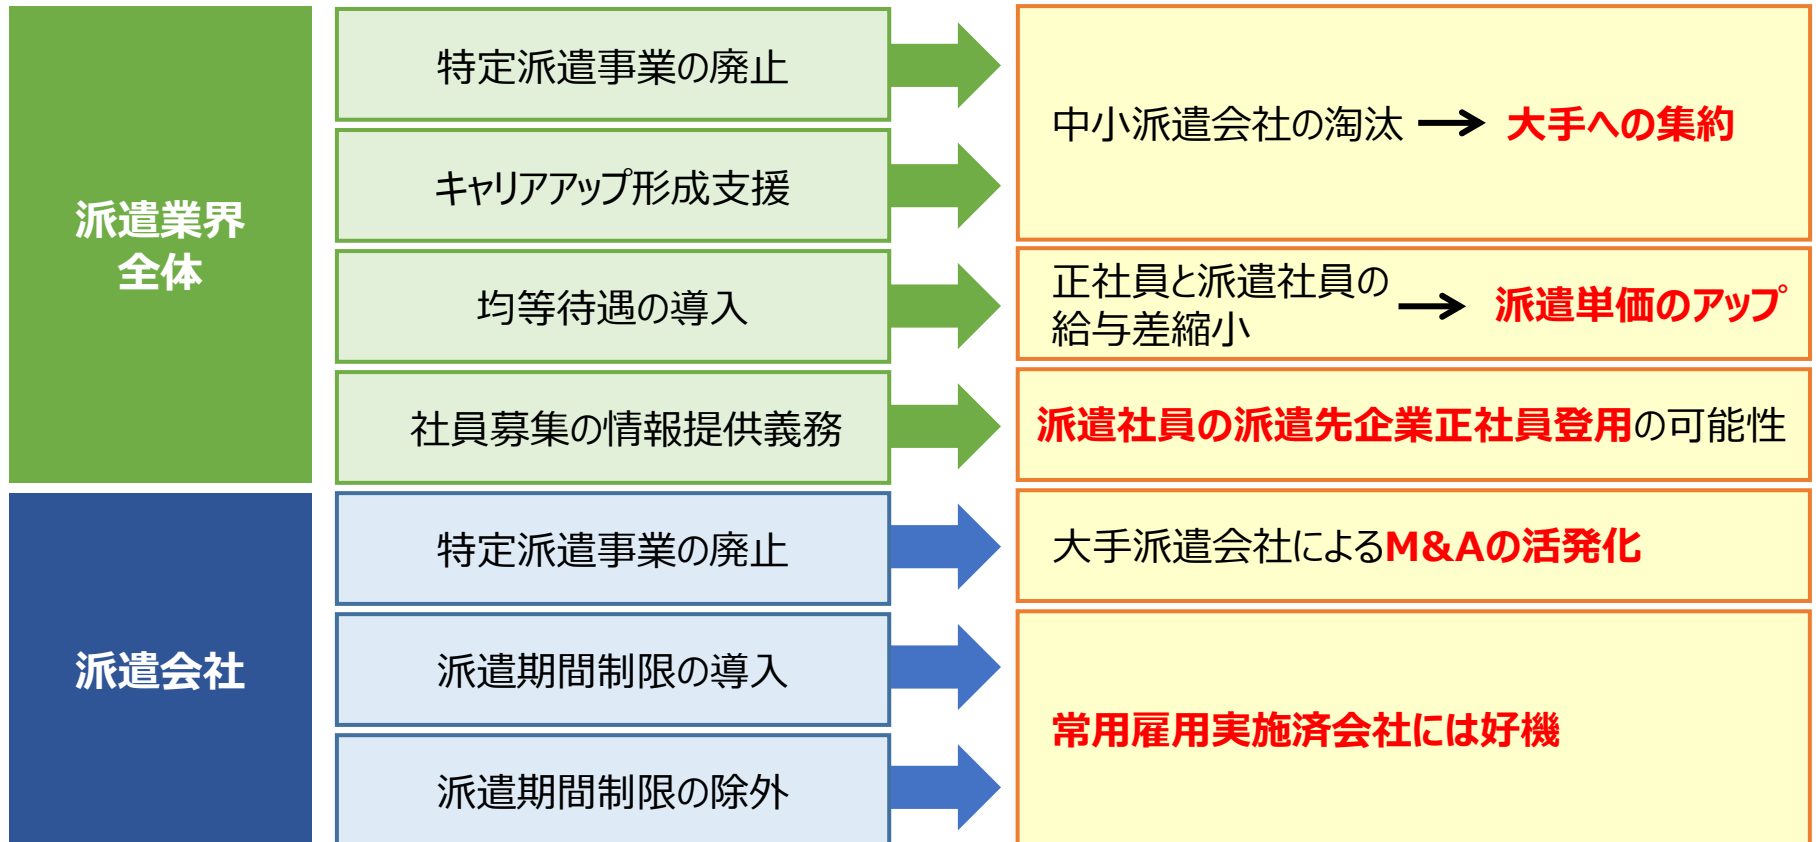 派遣業界
全体
特定派遣事業の廃止
キャリアアップ形成支援
均等待遇の導入
社員募集の情報提供義務
中小派遣会社の淘汰 → 大手への集約
正社員と派遣社員の
給与差縮小 → 派遣単価のアップ
派遣社員の派遣先企業正社員登用の可能性
派遣会社
特定派遣事業の廃止
派遣期間制限の導入
派遣期間制限の除外
大手派遣会社によるM&Aの活発化
常用雇用実施済会社には好機